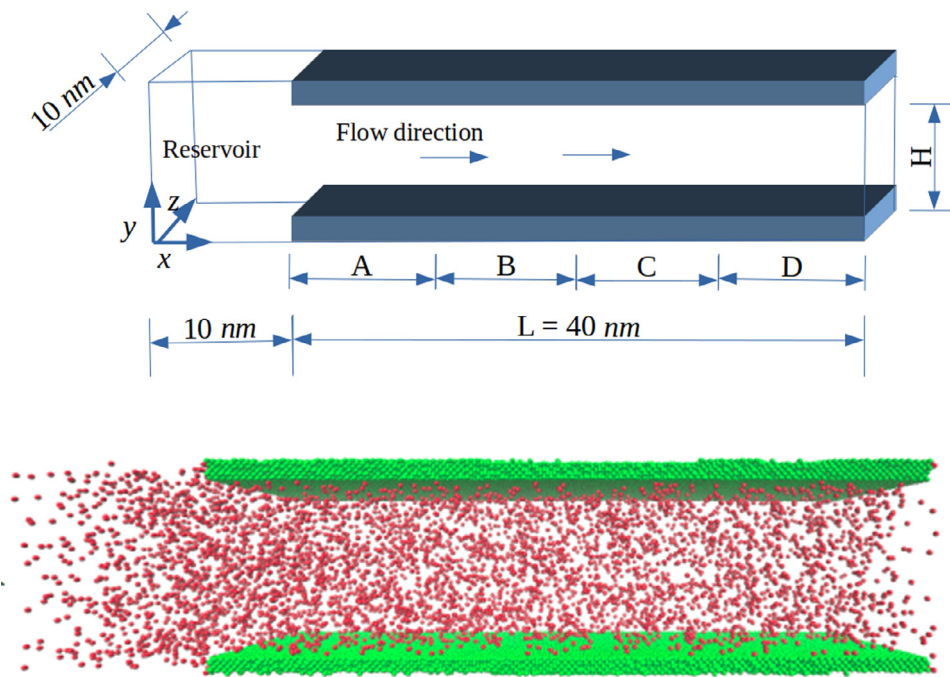 10 nm
Reservoir
Flow direction
H
z
y
x
A B C D
10 nm
L = 40 nm